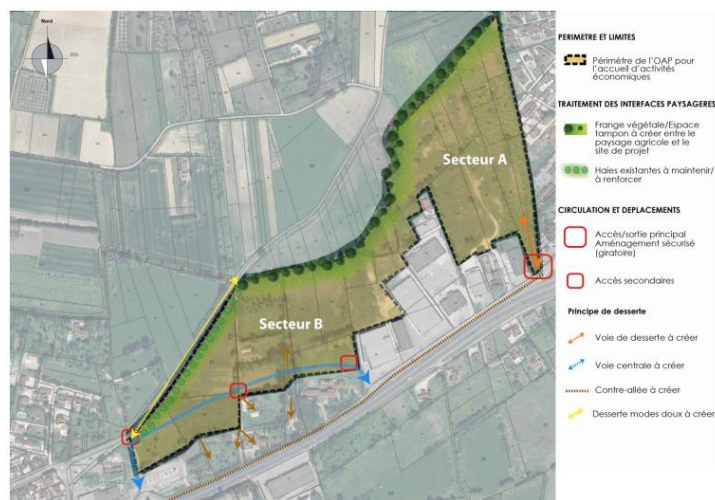 Nord
PERIMETRE ET LIMITES
Périmètre de l'OAP pour
l'accueil d'activités
économiques
TRAITEMENT DES INTERFACES PAYSAGERES
Frange végétale/Espace
tampon à créer entre le
paysage agricole et le
site de projet
Haies existantes à maintenir/
à renforcer
CIRCULATION ET DEPLACEMENTS
Accès/sortie principal
Aménagement sécurisé
(giratoire)
Accès secondaires
Principe de desserte
Voie de desserte à créer
Voie centrale à créer
Contre-allée à créer
Desserte modes doux à créer
Secteur A
Secteur B